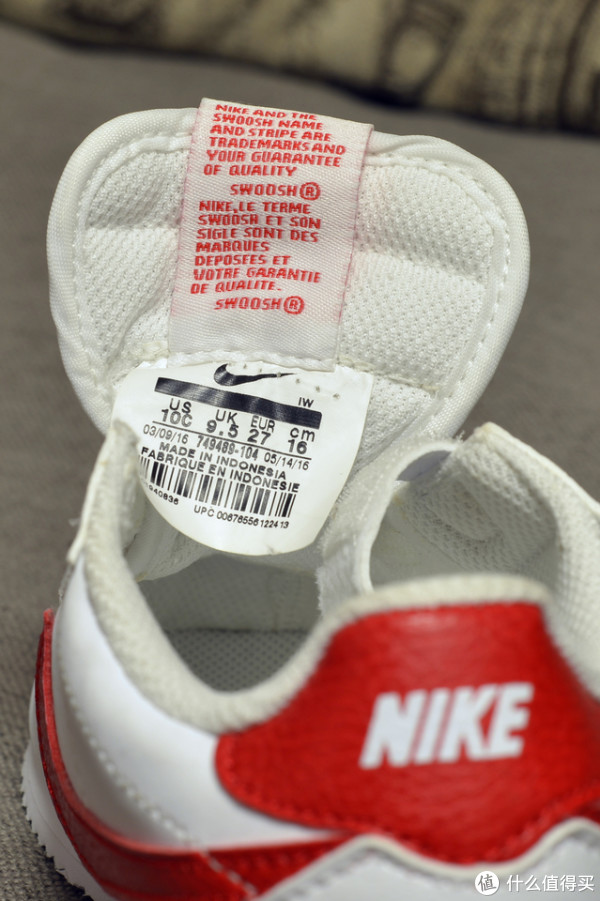 NIKE AND THE
SWOOSH NAME
AND STRIPE ARE
TRADEMARKS AND
YOUR GUARANTEE
OF QUALITY
SWOOSH®
NIKE, LE TERME
SWOOSH ET SON
SIGLE SONT DES
MARQUES
DEPOSEES ET
VOTRE GARANTIE
DE QUALITE.
SWOOSH®
IW
US UK EUR cm
10C 9.5 27 16
03/09/16 749489-104 05/14/16
MADE IN INDONESIA
FABRIQUE EN INDONESIE
UPC 00676556122413
NIKE
值 什么值得买